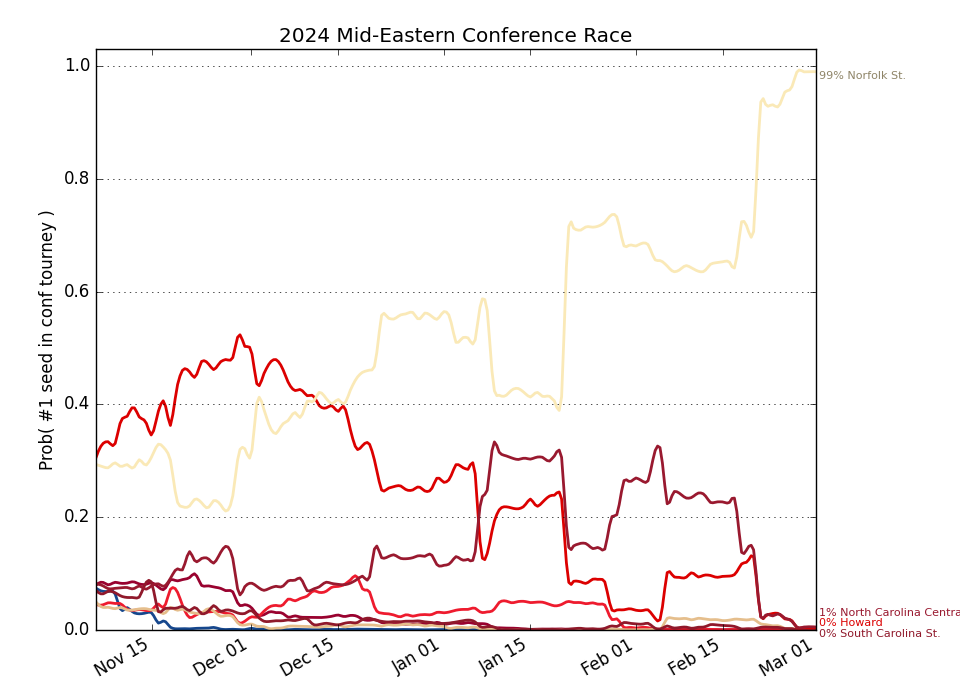 2024 Mid-Eastern Conference Race
Prob( #1 seed in conf tourney )
1.0
0.8
0.6
0.4
0.2
0.0
Nov 15
Dec 01
Dec 15
Jan 01
Jan 15
Feb 01
Feb 15
Mar 01
99% Norfolk St.
1% North Carolina Centra
0% Howard
0% South Carolina St.